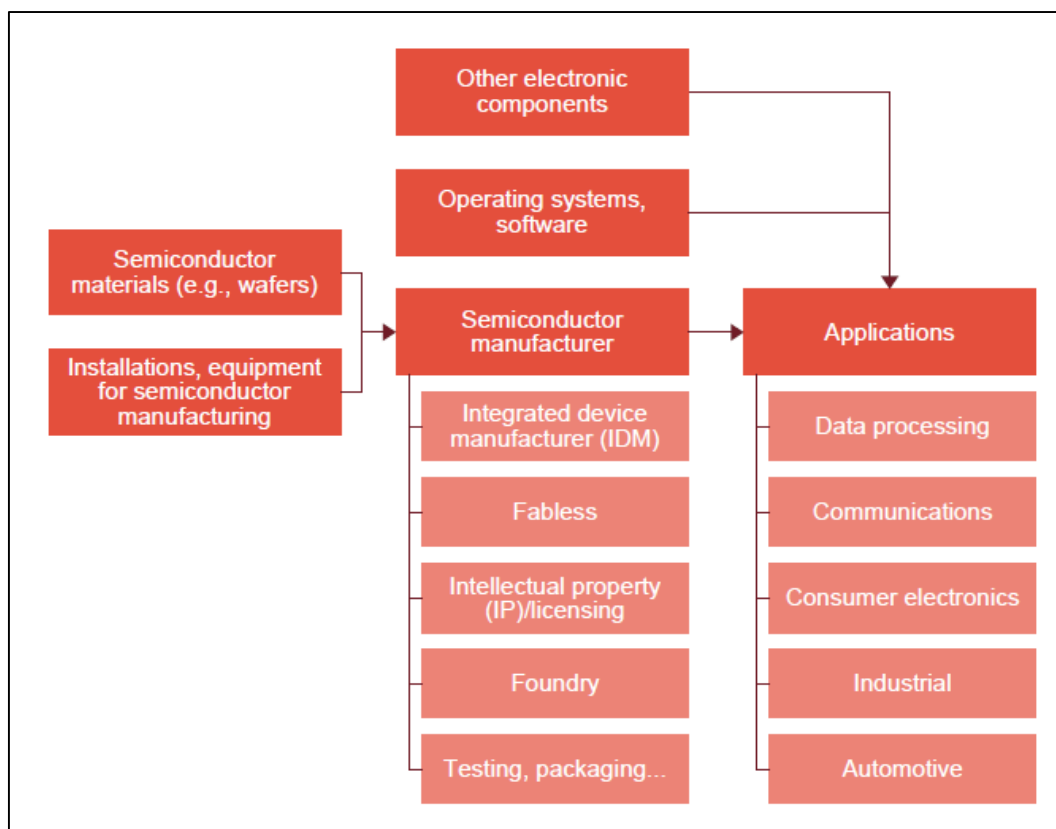 Other electronic
components
Operating systems,
software
Semiconductor
materials (e.g., wafers)
Installations, equipment
for semiconductor
manufacturing
Semiconductor
manufacturer
Integrated device
manufacturer (IDM)
Fabless
Intellectual property
(IP)/licensing
Foundry
Testing, packaging...
Applications
Data processing
Communications
Consumer electronics
Industrial
Automotive